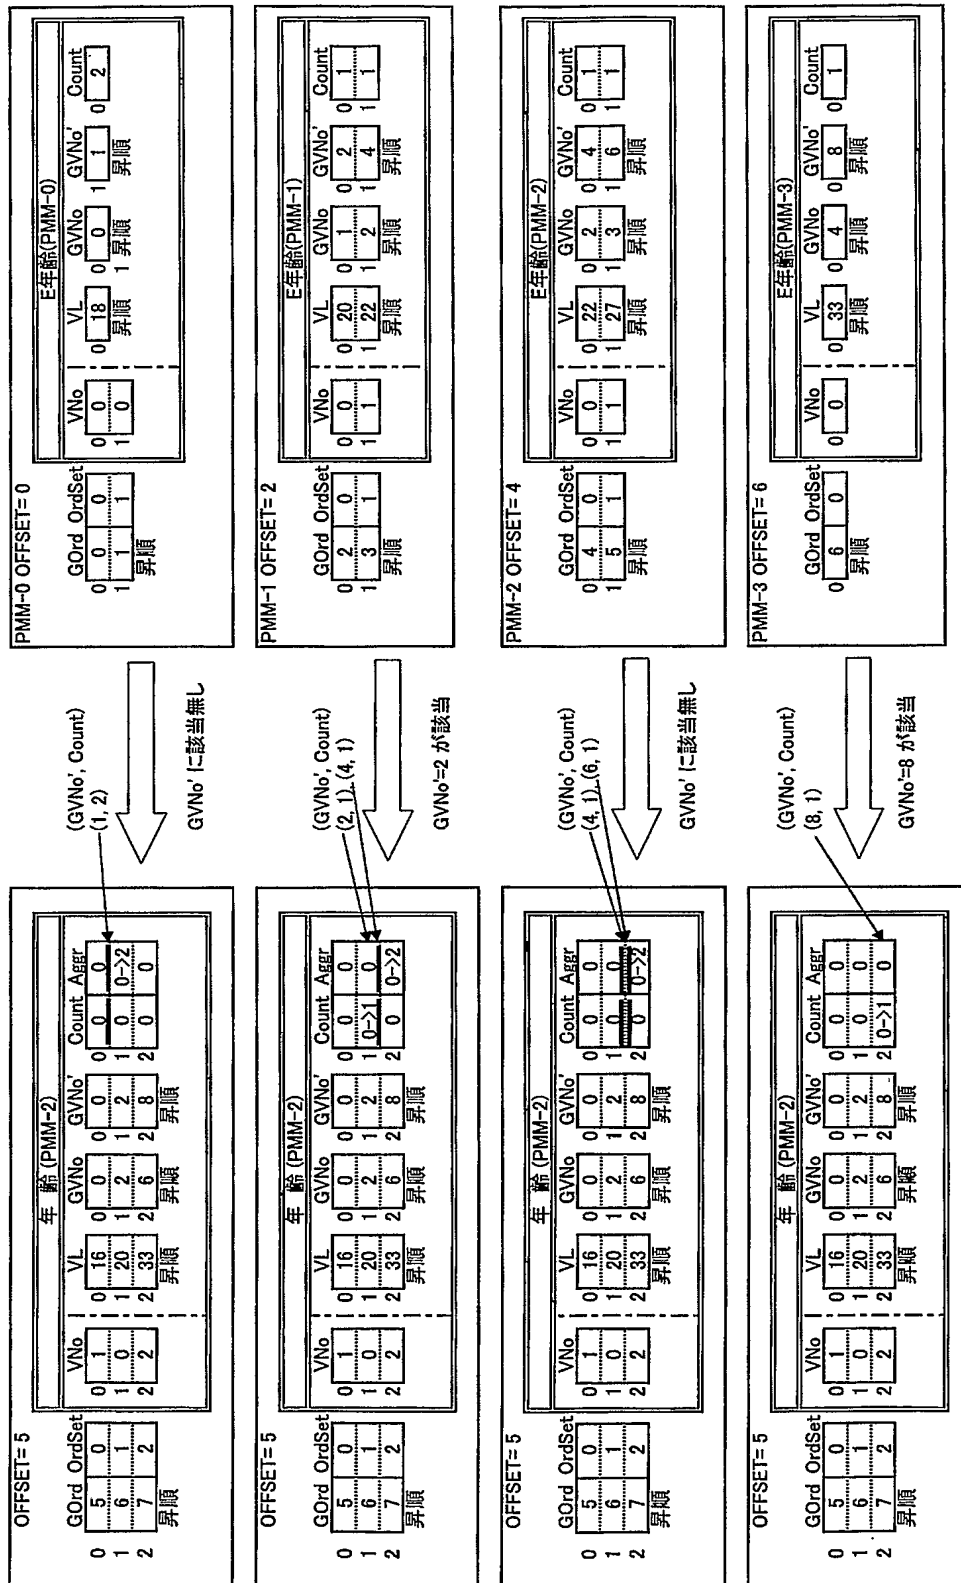 OFFSET= 5
年 齢 (PMM-2)
GOrd OrdSet VNo VL GVNo GVNo' Count Aggr
0 5 0 0 1 0 16 0 0 0 0 0 0 0
1 6 1 1 0 1 20 1 2 1 2 1 0 0->2
2 7 2 2 2 2 33 2 6 2 8 2 0 0
昇順 昇順 昇順 昇順
(GVNo', Count)
(1, 2)
GVNo' に該当無し
PMM-0 OFFSET= 0
E年齢(PMM-0)
GOrd OrdSet VNo VL GVNo GVNo' Count
0 0 0 0 0 0 18 0 0 1 1 0 2
1 1 1 1 0 昇順 1 昇順 昇順
昇順
OFFSET= 5
年 齢 (PMM-2)
GOrd OrdSet VNo VL GVNo GVNo' Count Aggr
0 5 0 0 1 0 16 0 0 0 0 0 0 0
1 6 1 1 0 1 20 1 2 1 2 1 0->1 0
2 7 2 2 2 2 33 2 6 2 8 2 0 0->2
昇順 昇順 昇順 昇順
(GVNo', Count)
(2, 1) (4, 1)
GVNo'=2 が該当
PMM-1 OFFSET= 2
E年齢(PMM-1)
GOrd OrdSet VNo VL GVNo GVNo' Count
0 2 0 0 0 0 20 0 1 0 2 0 1
1 3 1 1 1 1 22 1 2 1 4 1 1
昇順 昇順 昇順 昇順
OFFSET= 5
年 齢 (PMM-2)
GOrd OrdSet VNo VL GVNo GVNo' Count Aggr
0 5 0 0 1 0 16 0 0 0 0 0 0 0
1 6 1 1 0 1 20 1 2 1 2 1 0 0
2 7 2 2 2 2 33 2 6 2 8 2 0 0->2
昇順 昇順 昇順 昇順
(GVNo', Count)
(4, 1) (6, 1)
GVNo' に該当無し
PMM-2 OFFSET= 4
E年齢(PMM-2)
GOrd OrdSet VNo VL GVNo GVNo' Count
0 4 0 0 0 0 22 0 2 0 4 0 1
1 5 1 1 1 1 27 1 3 1 6 1 1
昇順 昇順 昇順 昇順
OFFSET= 5
年 齢 (PMM-2)
GOrd OrdSet VNo VL GVNo GVNo' Count Aggr
0 5 0 0 1 0 16 0 0 0 0 0 0 0
1 6 1 1 0 1 20 1 2 1 2 1 0 0
2 7 2 2 2 2 33 2 6 2 8 2 0->1 0
昇順 昇順 昇順 昇順
(GVNo', Count)
(8, 1)
GVNo'=8 が該当
PMM-3 OFFSET= 6
E年齢(PMM-3)
GOrd OrdSet VNo VL GVNo GVNo' Count
0 6 0 0 0 0 33 0 4 0 8 0 1
昇順 昇順 昇順 昇順